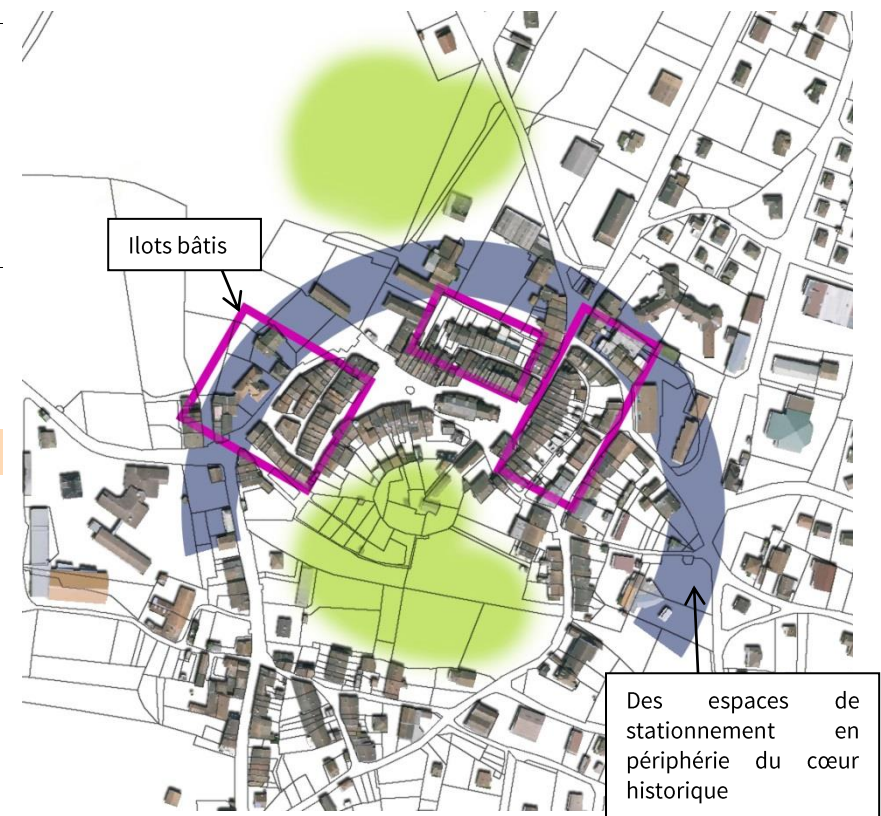 Ilots bâtis
Des espaces de
stationnement en
périphérie du cœur
historique